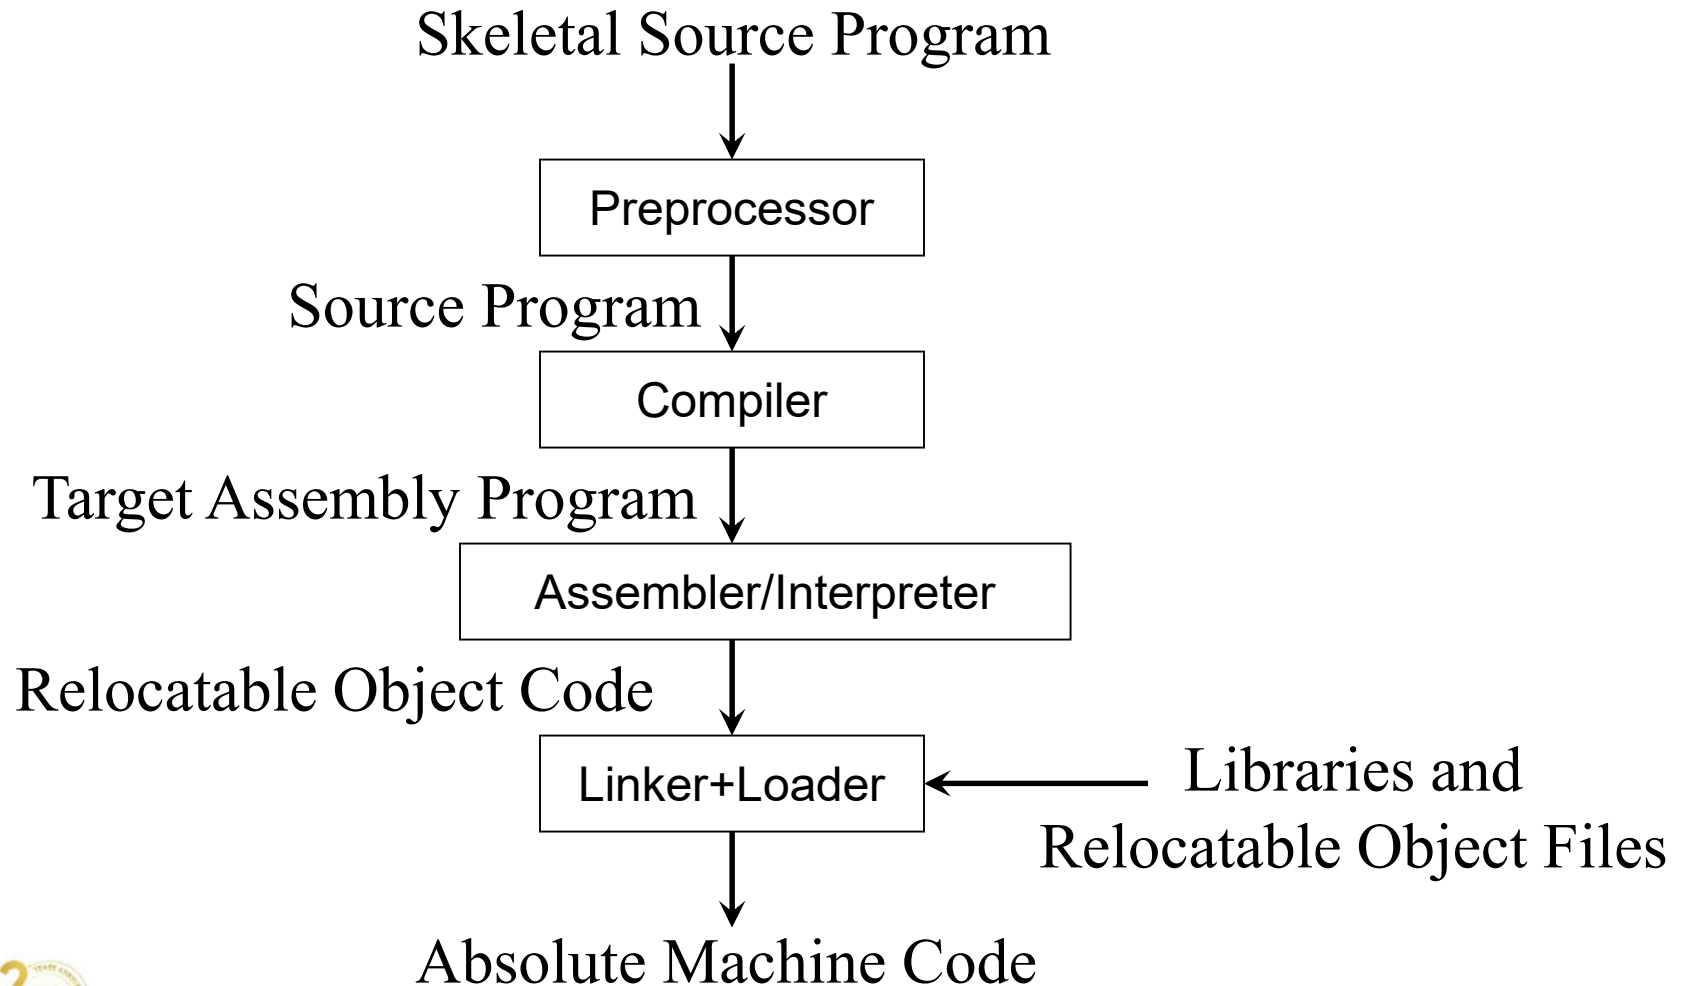 Skeletal Source Program
Preprocessor
Source Program
Compiler
Target Assembly Program
Assembler/Interpreter
Relocatable Object Code
Linker+Loader
Libraries and
Relocatable Object Files
Absolute Machine Code